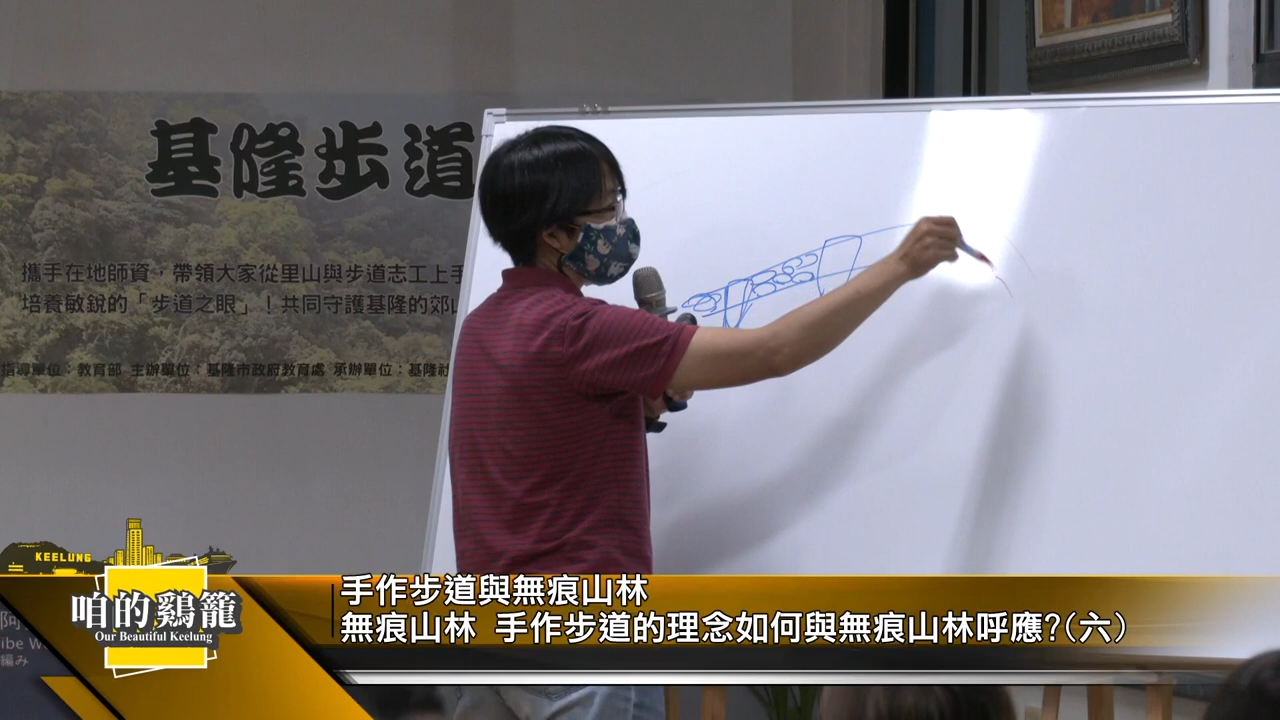 基隆步道
攜手在地師資，帶領大家從里山與步道志工上手
培養敏銳的「步道之眼」！共同守護基隆的郊山
指導單位：教育部 主辦單位：基隆市政府教育處 承辦單位：基隆社
KEELUNG
咱的鷄籠
Our Beautiful Keelung
阿
ibe W
編み
手作步道與無痕山林
無痕山林 手作步道的理念如何與無痕山林呼應?(六)